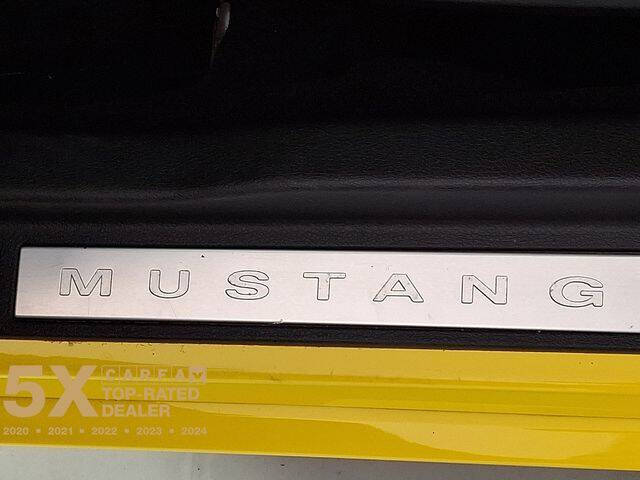 MUSTANG
5X
CARFAX
TOP-RATED
DEALER
2020 • 2021 • 2022 • 2023 • 2024